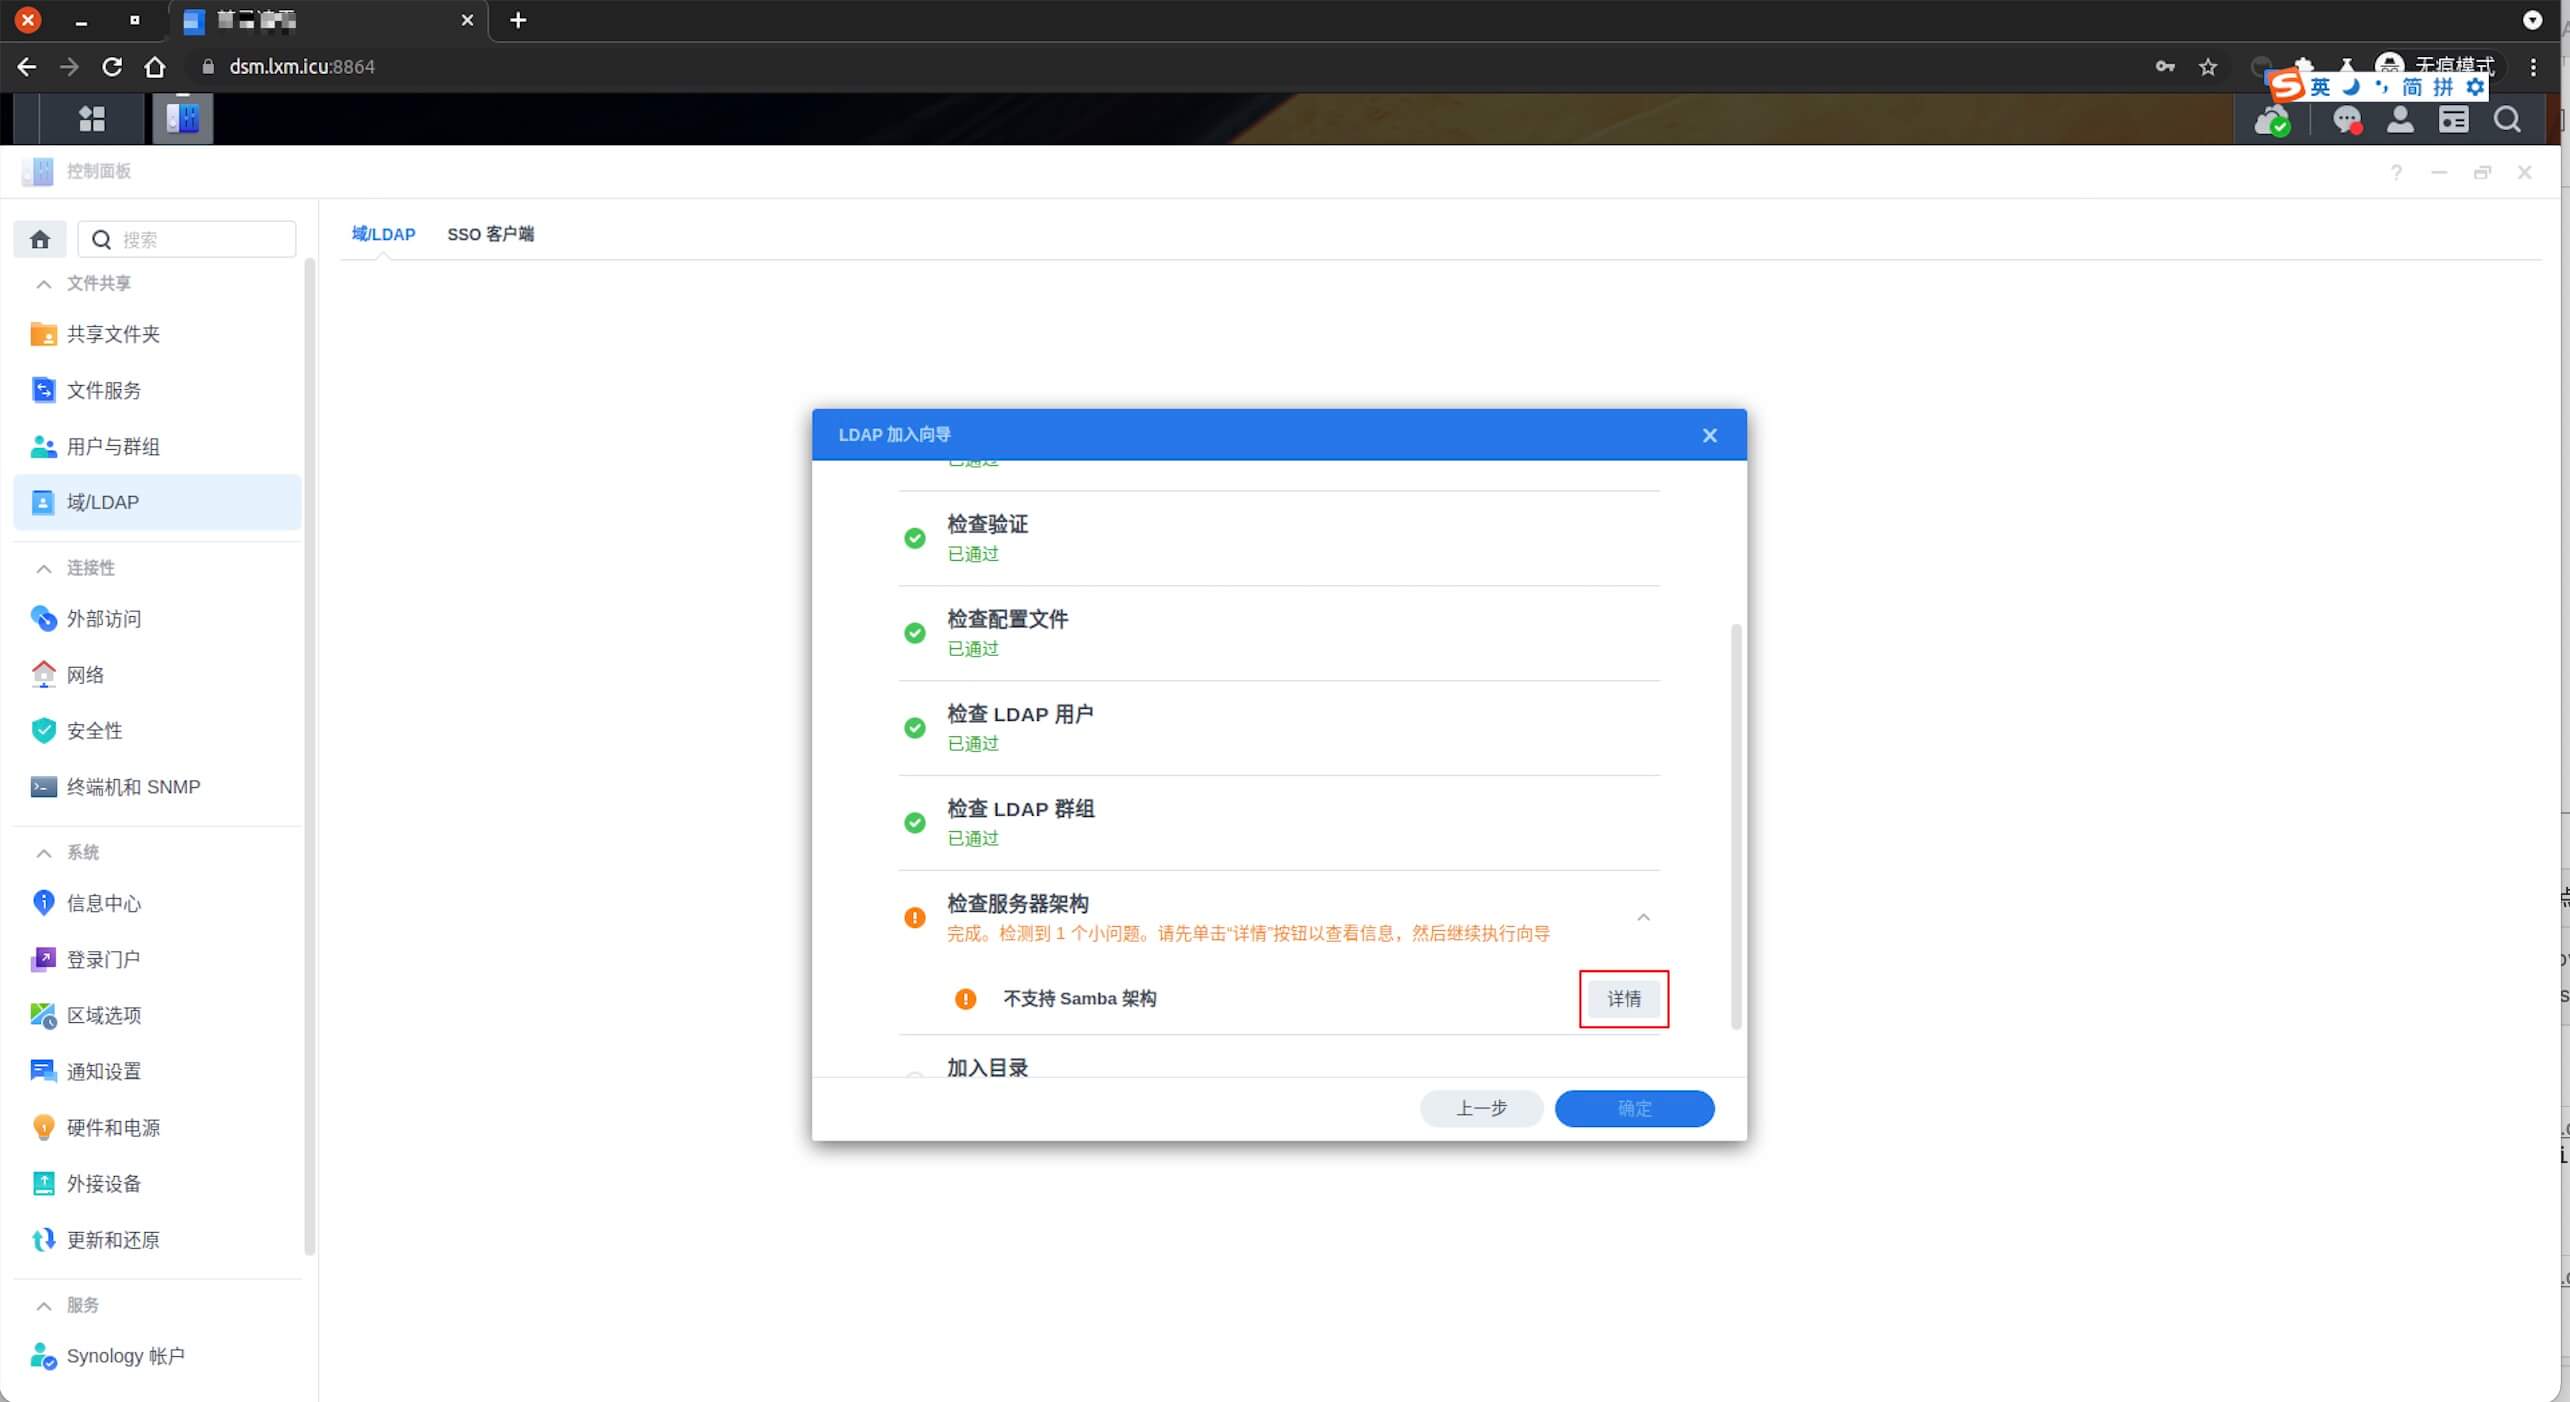 dsm.lxm.icu:8864
无痕模式
英 简 拼
控制面板
搜索
域/LDAP SSO 客户端
文件共享
共享文件夹
文件服务
用户与群组
域/LDAP
连接性
外部访问
网络
安全性
终端机和 SNMP
系统
信息中心
登录门户
区域选项
通知设置
硬件和电源
外接设备
更新和还原
服务
Synology 帐户
LDAP 加入向导
已通过
检查验证
已通过
检查配置文件
已通过
检查 LDAP 用户
已通过
检查 LDAP 群组
已通过
检查服务器架构
完成。检测到 1 个小问题。请先单击“详情”按钮以查看信息，然后继续执行向导
不支持 Samba 架构
详情
加入目录
上一步 确定